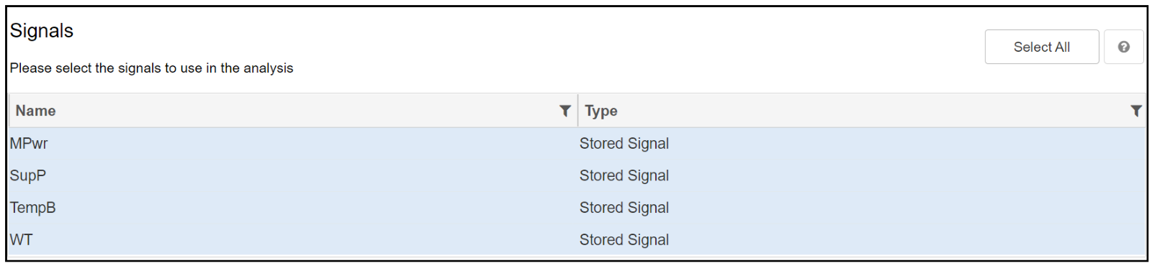 Signals
Select All
?
Please select the signals to use in the analysis
Name Type
MPwr Stored Signal
SupP Stored Signal
TempB Stored Signal
WT Stored Signal